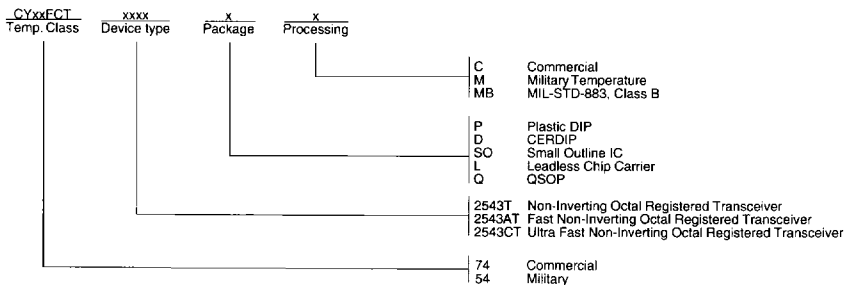 CYxxFCT xxxx x x
Temp. Class Device type Package Processing
C Commercial
M Military Temperature
MB MIL-STD-883, Class B
P Plastic DIP
D CERDIP
SO Small Outline IC
L Leadless Chip Carrier
Q QSOP
2543T Non-Inverting Octal Registered Transceiver
2543AT Fast Non-Inverting Octal Registered Transceiver
2543CT Ultra Fast Non-Inverting Octal Registered Transceiver
74 Commercial
54 Military